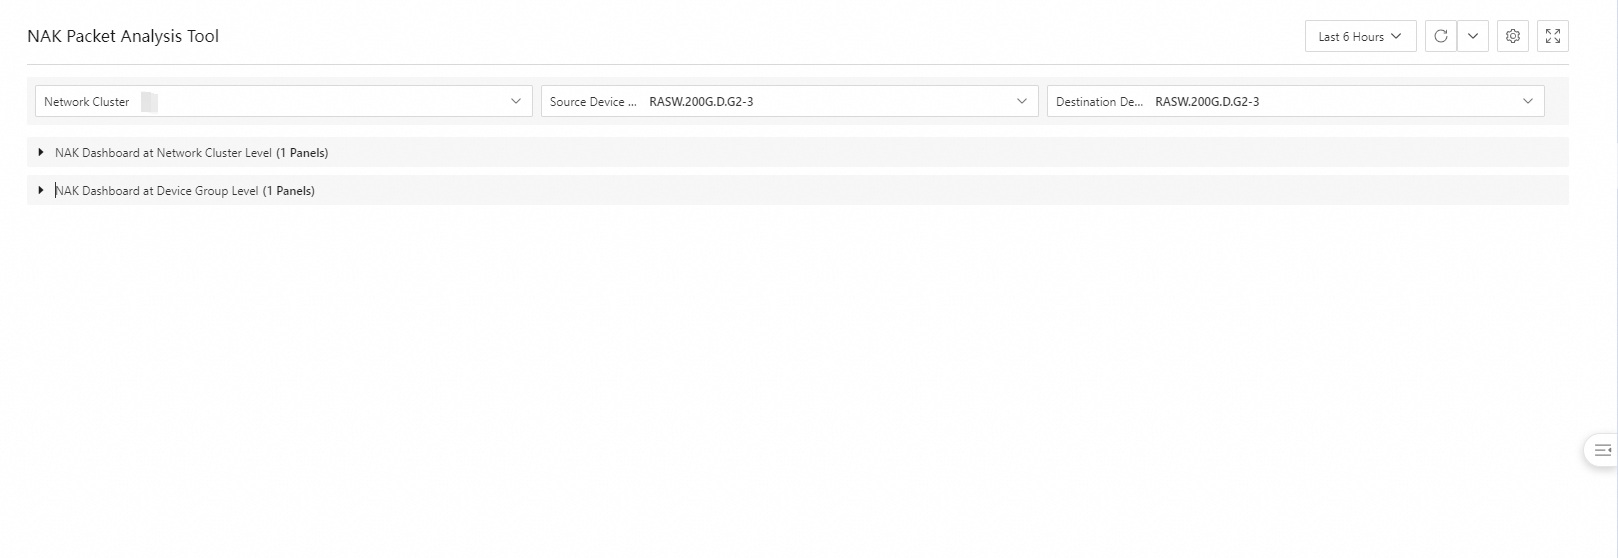 NAK Packet Analysis Tool
Last 6 Hours
Network Cluster
Source Device ... RASW.200G.D.G2-3
Destination De... RASW.200G.D.G2-3
NAK Dashboard at Network Cluster Level (1 Panels)
NAK Dashboard at Device Group Level (1 Panels)